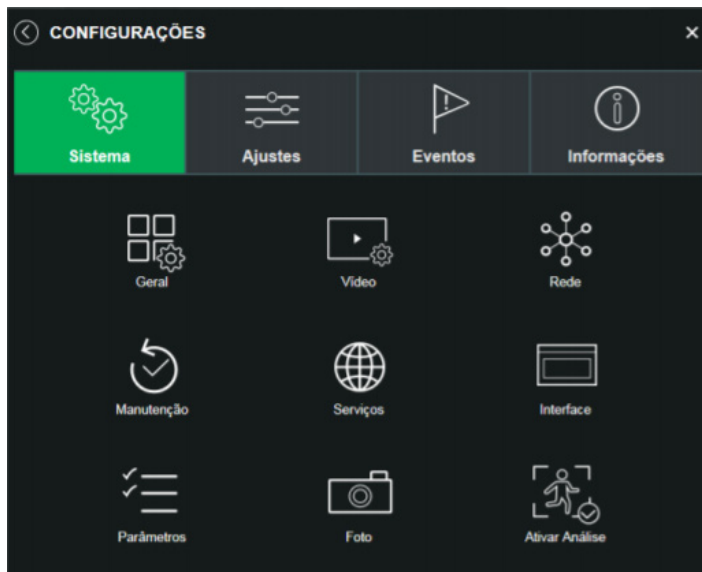 CONFIGURAÇÕES
Sistema Ajustes Eventos Informações
Geral Vídeo Rede
Manutenção Serviços Interface
Parâmetros Foto Ativar Análise